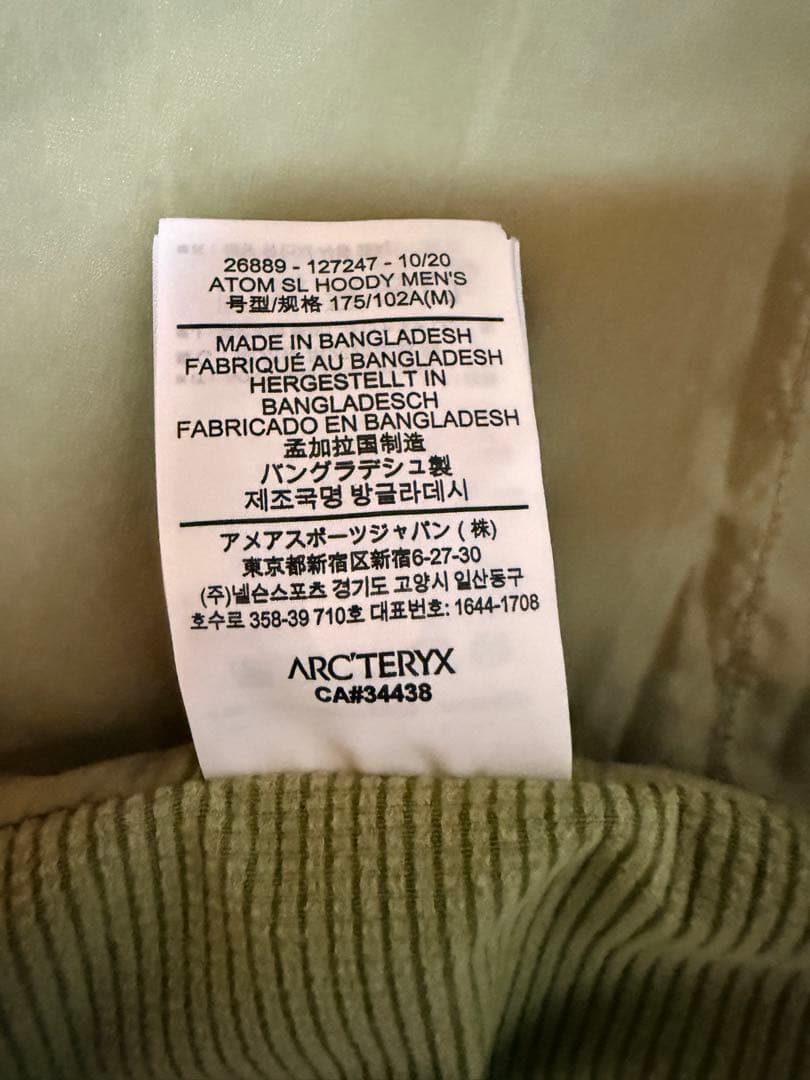 26889 - 127247 - 10/20
ATOM SL HOODY MEN'S
号型/规格 175/102A(M)
MADE IN BANGLADESH
FABRIQUÉ AU BANGLADESH
HERGESTELLT IN
BANGLADESCH
FABRICADO EN BANGLADESH
孟加拉国制造
バングラデシュ製
제조국명 방글라데시
アメアスポーツジャパン ( 株)
東京都新宿区新宿6-27-30
(주)넬슨스포츠 경기도 고양시 일산동구
호수로 358-39 710호 대표번호: 1644-1708
ARC'TERYX
CA#34438